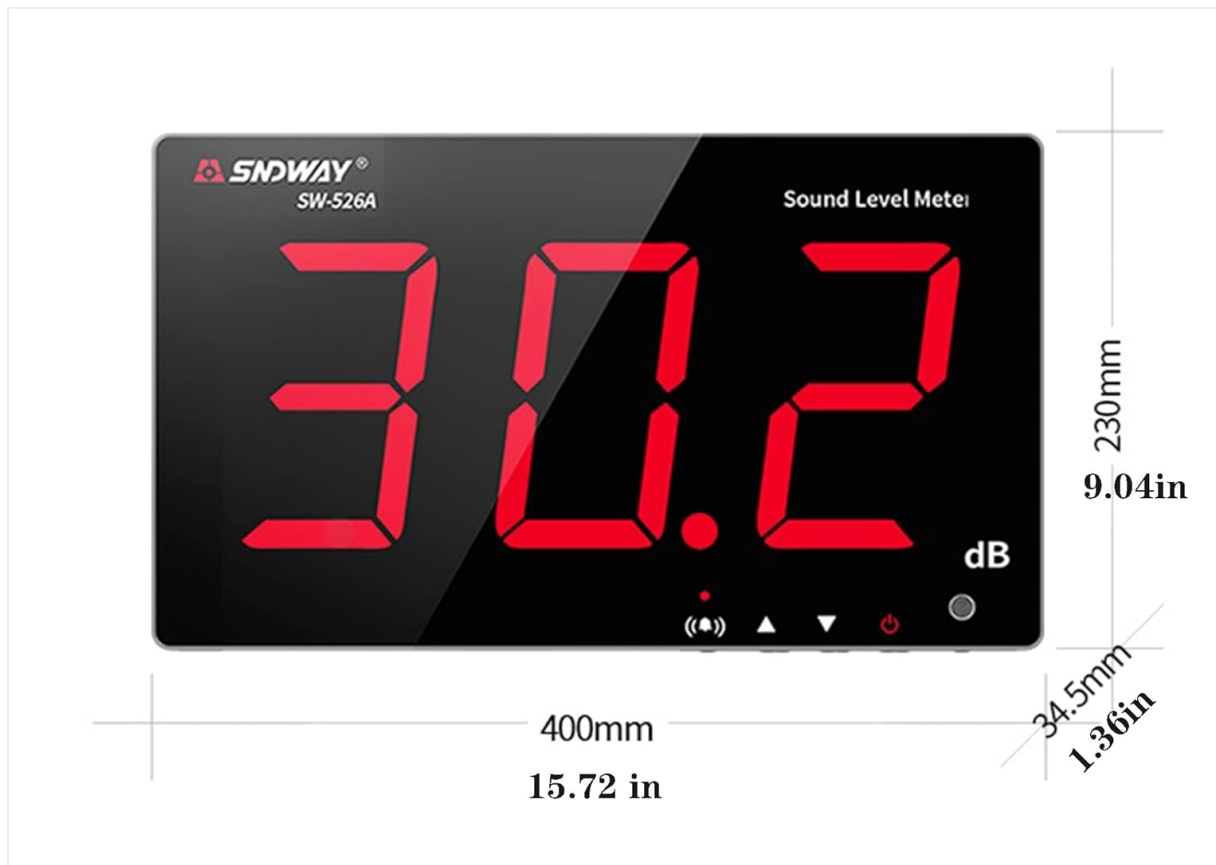 SNDWAY®
SW-526A
Sound Level Meter
30.2
dB
230mm
9.04in
34.5mm
1.36in
400mm
15.72 in